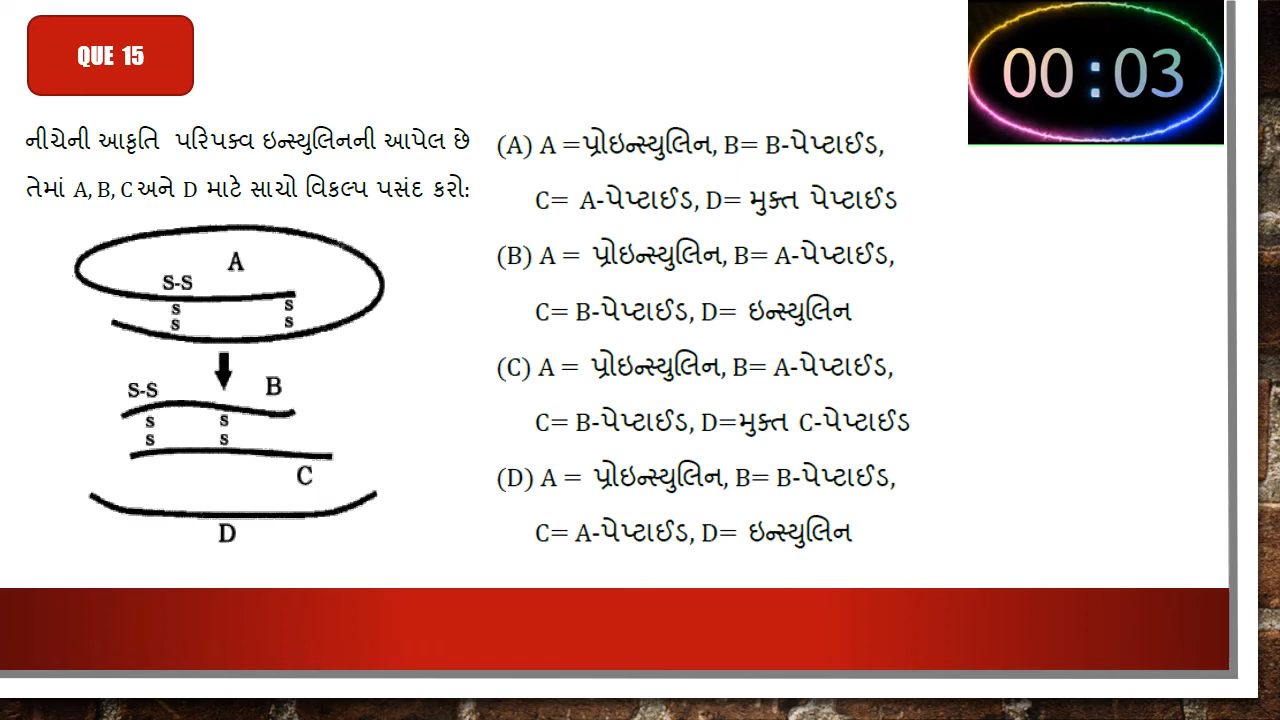 QUE 15
00:03
નીચેની આકૃતિ પરિપક્વ ઇન્સ્યુલિનની આપેલ છે
તેમાં A, B, C અને D માટે સાચો વિકલ્પ પસંદ કરો:
A
S-S
S S
S S
B
S-S
S S
S S
C
D
(A) A =પ્રોઇન્સ્યુલિન, B= B-પેપ્ટાઈડ,
C= A-પેપ્ટાઈડ, D= મુક્ત પેપ્ટાઈડ
(B) A = પ્રોઇન્સ્યુલિન, B= A-પેપ્ટાઈડ,
C= B-પેપ્ટાઈડ, D= ઇન્સ્યુલિન
(C) A = પ્રોઇન્સ્યુલિન, B= A-પેપ્ટાઈડ,
C= B-પેપ્ટાઈડ, D=મુક્ત C-પેપ્ટાઈડ
(D) A = પ્રોઇન્સ્યુલિન, B= B-પેપ્ટાઈડ,
C= A-પેપ્ટાઈડ, D= ઇન્સ્યુલિન